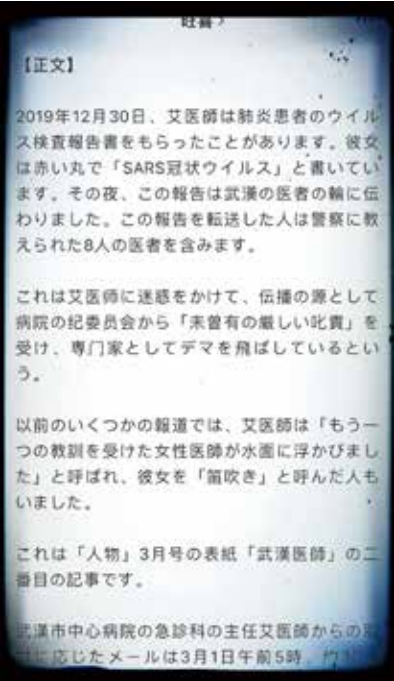 【正文】
2019年12月30日、艾医師は肺炎患者のウイル
ス検査報告書をもらったことがあります。彼女
は赤い丸で「SARS冠状ウイルス」と書いてい
ます。その夜、この報告は武漢の医者の輪に伝
わりました。この報告を転送した人は警察に教
えられた8人の医者を含みます。
これは艾医师に迷惑をかけて、伝播の源として
病院の纪委員会から「未曾有の厳しい叱責」を
受け、専门家としてデマを飛ばしているとい
う。
以前のいくつかの報道では、艾医師は「もう一
つの教訓を受けた女性医師が水面に浮かびまし
た」と呼ばれ、彼女を「笛吹き」と呼んだ人も
いました。
これは「人物」3月号の表紙「武漢医師」の二
番目の記事です。
武漢市中心病院の急診科の主任艾医師からの取
に応じたメールは3月1日午前5時、